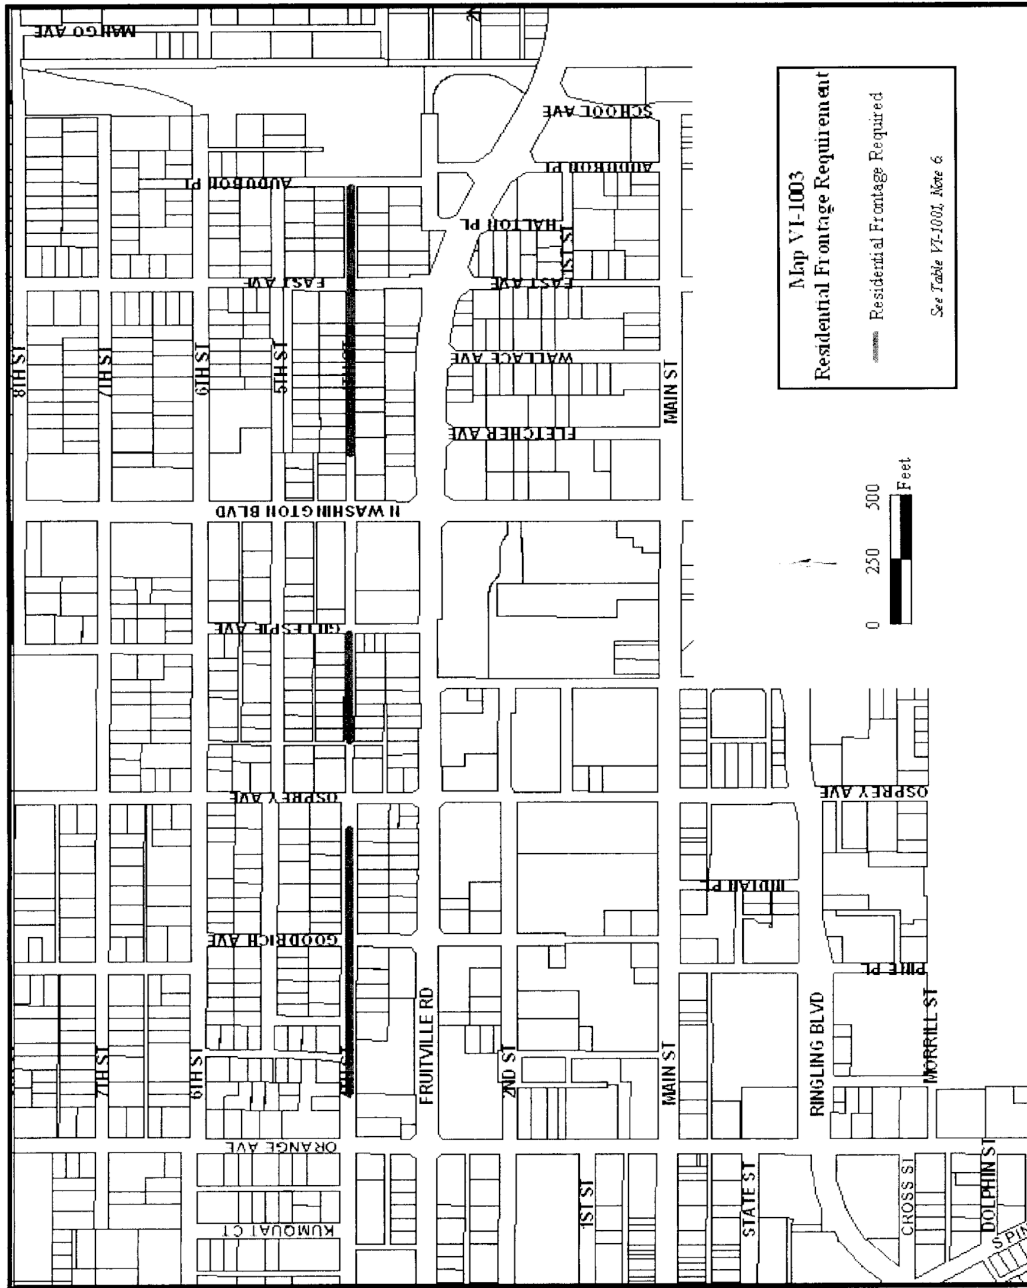 MANGO AVE
SCHOOL AVE
AUDUBON PL
AUDUBON PL
HALTON PL
1ST ST
EAST AVE
EAST AVE
8TH ST
7TH ST
6TH ST
5TH ST
WALLACE AVE
MAIN ST
FLETCHER AVE
N WASHINGTON BLVD
GILLESPIE AVE
OSPREY AVE
OSPREY AVE
INDIAN PL
GOODRICH AVE
PINE PL
7TH ST
6TH ST
4TH ST
FRUITVILLE RD
2ND ST
MAIN ST
RINGLING BLVD
MORRILL ST
ORANGE AVE
KUMQUAT CT
1ST ST
STATE ST
CROSS ST
DOLPHIN ST
S PIN
Map VI-1003
Residential Frontage Requirement
Residential Frontage Required
See Table VI-1001, Note 6
0 250 500
Feet